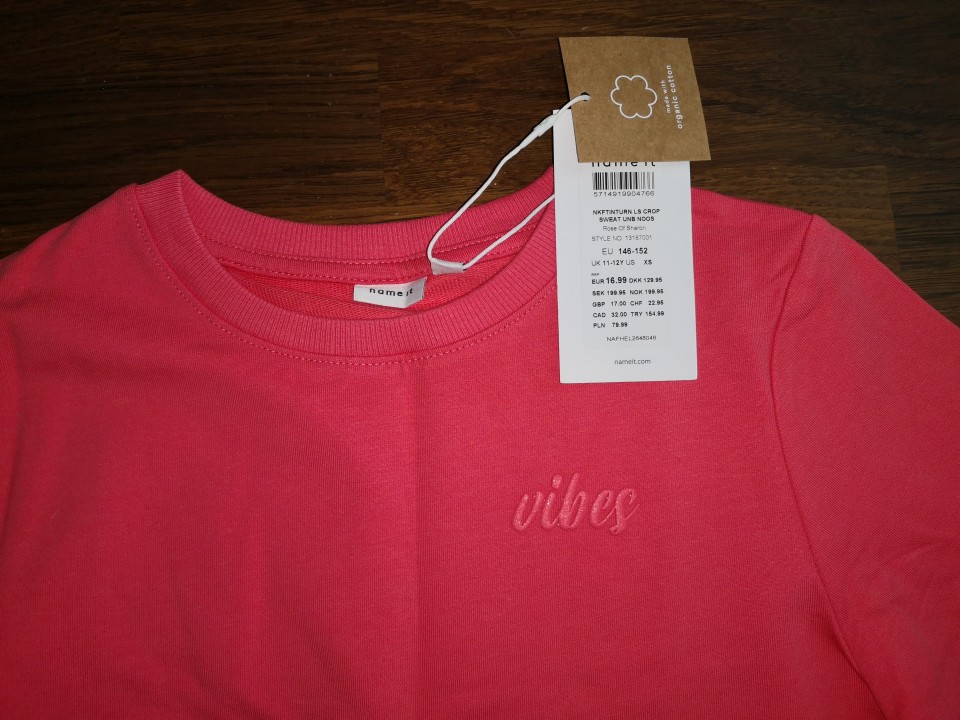 made with
organic cotton
name it
5714919904766
NKFTINTURN LS CROP
SWEAT UNB NOOS
Rose Of Sharon
STYLE NO. 13187001
EU 146-152
UK 11-12Y US XS
RRP
EUR 16.99 DKK 129.95
SEK 199.95 NOK 199.95
GBP 17.00 CHF 22.95
CAD 32.00 TRY 154.99
PLN 79.99
NAFHEL2648046
nameit.com
name it
vibes